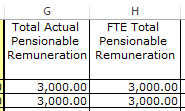 G H
Total Actual FTE Total
Pensionable Pensionable
Remuneration Remuneration
3,000.00 3,000.00
3,000.00 3,000.00